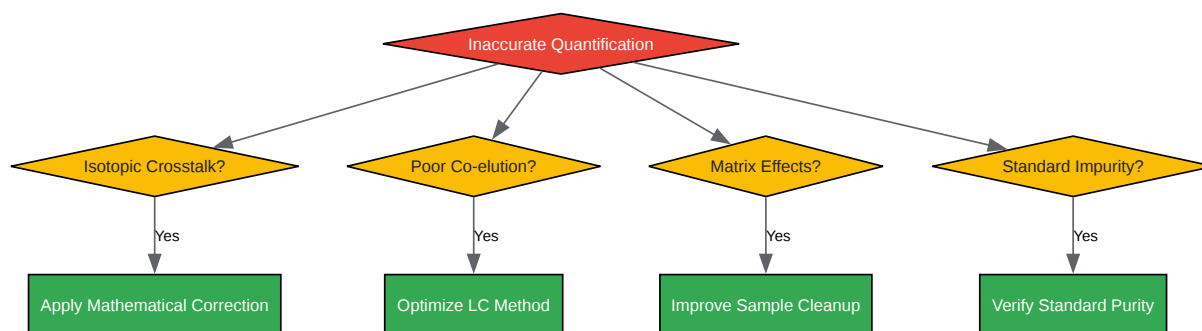 Inaccurate Quantification
Isotopic Crosstalk?
Poor Co-elution?
Matrix Effects?
Standard Impurity?
Yes
Yes
Yes
Yes
Apply Mathematical Correction
Optimize LC Method
Improve Sample Cleanup
Verify Standard Purity